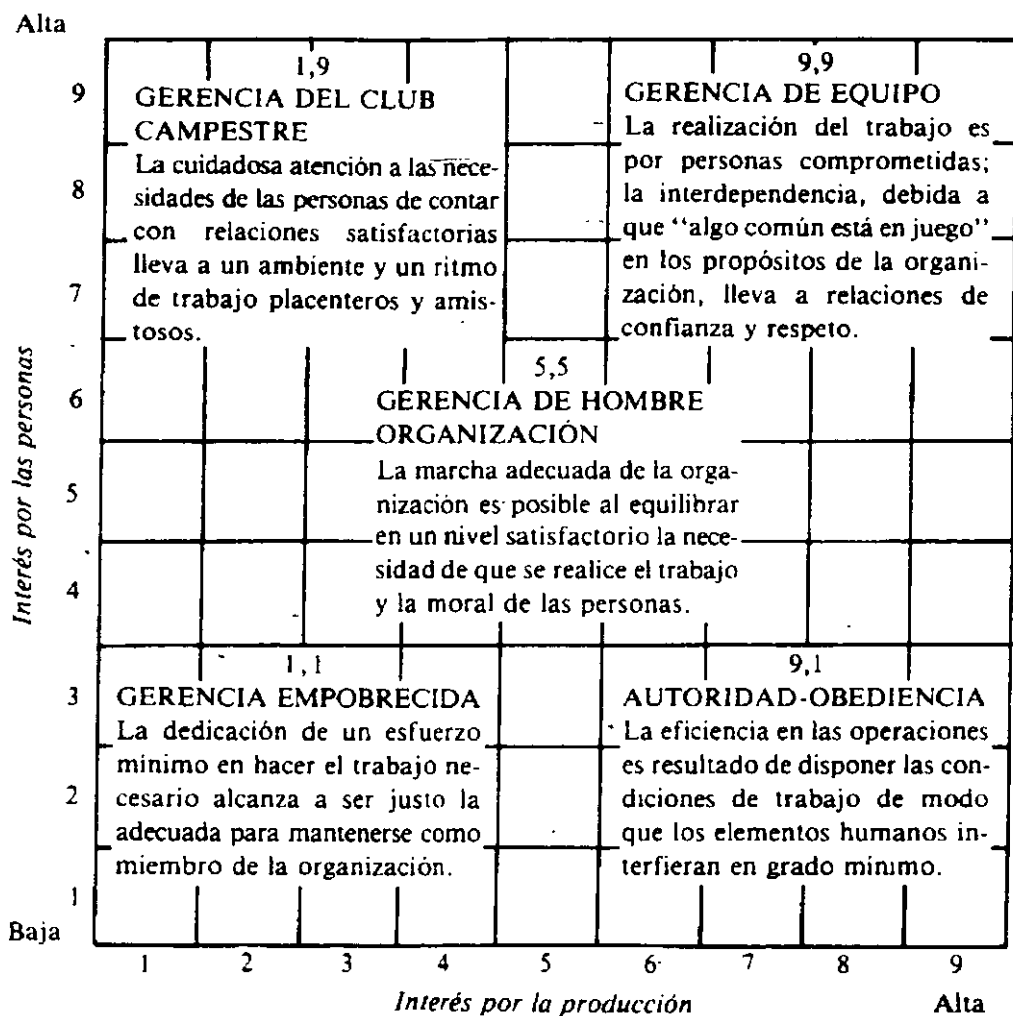 Alta
1,9
GERENCIA DEL CLUB
CAMPESTRE
La cuidadosa atención a las nece-
sidades de las personas de contar
con relaciones satisfactorias
lleva a un ambiente y un ritmo
de trabajo placenteros y amis-
tosos.
9,9
GERENCIA DE EQUIPO
La realización del trabajo es
por personas comprometidas;
la interdependencia, debida a
que “algo común está en juego”
en los propósitos de la organi-
zación, lleva a relaciones de
confianza y respeto.
5,5
GERENCIA DE HOMBRE
ORGANIZACIÓN
La marcha adecuada de la orga-
nización es posible al equilibrar
en un nivel satisfactorio la nece-
sidad de que se realice el trabajo
y la moral de las personas.
1,1
GERENCIA EMPOBRECIDA
La dedicación de un esfuerzo
mínimo en hacer el trabajo ne-
cesario alcanza a ser justo la
adecuada para mantenerse como
miembro de la organización.
9,1
AUTORIDAD-OBEDIENCIA
La eficiencia en las operaciones
es resultado de disponer las con-
diciones de trabajo de modo
que los elementos humanos in-
terfieran en grado mínimo.
9
8
7
6
5
4
3
2
1
Interés por las personas
Baja
1 2 3 4 5 6 7 8 9
Interés por la producción Alta